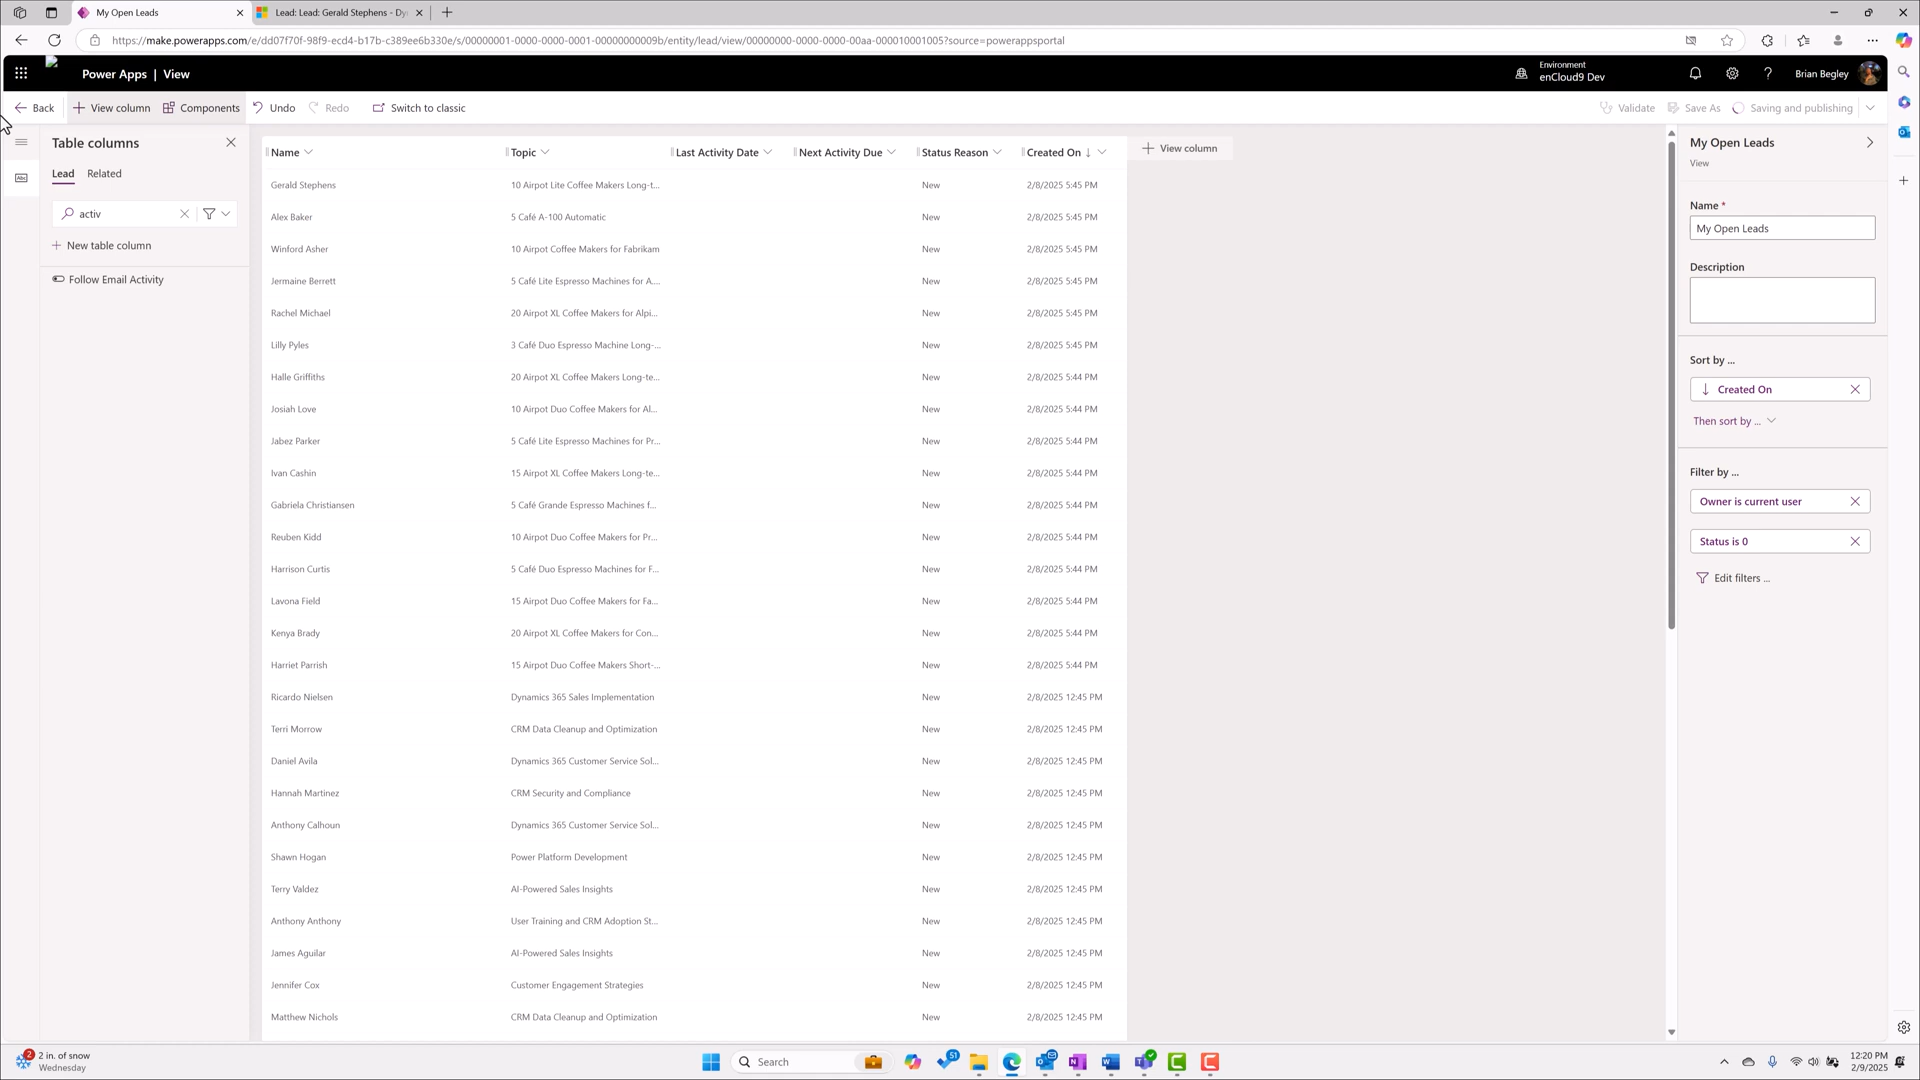 My Open Leads
Lead: Lead: Gerald Stephens - Dy
https://make.powerapps.com/e/dd07f70f-98f9-ecd4-b17b-c389ee6b330e/s/00000001-0000-0000-0001-00000000009b/entity/lead/view/00000000-0000-0000-00aa-000010001005?source=powerappsportal
Power Apps | View
Environment
enCloud9 Dev
Brian Begley
Back
View column
Components
Undo
Redo
Switch to classic
Validate
Save As
Saving and publishing
Table columns
Lead
Related
activ
New table column
Follow Email Activity
Abc
Name
Topic
Last Activity Date
Next Activity Due
Status Reason
Created On
View column
Gerald Stephens 10 Airpot Lite Coffee Makers Long-t... New 2/8/2025 5:45 PM
Alex Baker 5 Café A-100 Automatic New 2/8/2025 5:45 PM
Winford Asher 10 Airpot Coffee Makers for Fabrikam New 2/8/2025 5:45 PM
Jermaine Berrett 5 Café Lite Espresso Machines for A.... New 2/8/2025 5:45 PM
Rachel Michael 20 Airpot XL Coffee Makers for Alpi... New 2/8/2025 5:45 PM
Lilly Pyles 3 Café Duo Espresso Machine Long-... New 2/8/2025 5:45 PM
Halle Griffiths 20 Airpot XL Coffee Makers Long-te... New 2/8/2025 5:44 PM
Josiah Love 10 Airpot Duo Coffee Makers for Al... New 2/8/2025 5:44 PM
Jabez Parker 5 Café Lite Espresso Machines for Pr... New 2/8/2025 5:44 PM
Ivan Cashin 15 Airpot XL Coffee Makers Long-te... New 2/8/2025 5:44 PM
Gabriela Christiansen 5 Café Grande Espresso Machines f... New 2/8/2025 5:44 PM
Reuben Kidd 10 Airpot Duo Coffee Makers for Pr... New 2/8/2025 5:44 PM
Harrison Curtis 5 Café Duo Espresso Machines for F... New 2/8/2025 5:44 PM
Lavona Field 15 Airpot Duo Coffee Makers for Fa... New 2/8/2025 5:44 PM
Kenya Brady 20 Airpot XL Coffee Makers for Con... New 2/8/2025 5:44 PM
Harriet Parrish 15 Airpot Duo Coffee Makers Short-... New 2/8/2025 5:44 PM
Ricardo Nielsen Dynamics 365 Sales Implementation New 2/8/2025 12:45 PM
Terri Morrow CRM Data Cleanup and Optimization New 2/8/2025 12:45 PM
Daniel Avila Dynamics 365 Customer Service Sol... New 2/8/2025 12:45 PM
Hannah Martinez CRM Security and Compliance New 2/8/2025 12:45 PM
Anthony Calhoun Dynamics 365 Customer Service Sol... New 2/8/2025 12:45 PM
Shawn Hogan Power Platform Development New 2/8/2025 12:45 PM
Terry Valdez AI-Powered Sales Insights New 2/8/2025 12:45 PM
Anthony Anthony User Training and CRM Adoption St... New 2/8/2025 12:45 PM
James Aguilar AI-Powered Sales Insights New 2/8/2025 12:45 PM
Jennifer Cox Customer Engagement Strategies New 2/8/2025 12:45 PM
Matthew Nichols CRM Data Cleanup and Optimization New 2/8/2025 12:45 PM
My Open Leads
View
Name *
My Open Leads
Description
Sort by ...
Created On
Then sort by ...
Filter by ...
Owner is current user
Status is 0
Edit filters ...
2
2 in. of snow
Wednesday
Search
51
12:20 PM
2/9/2025